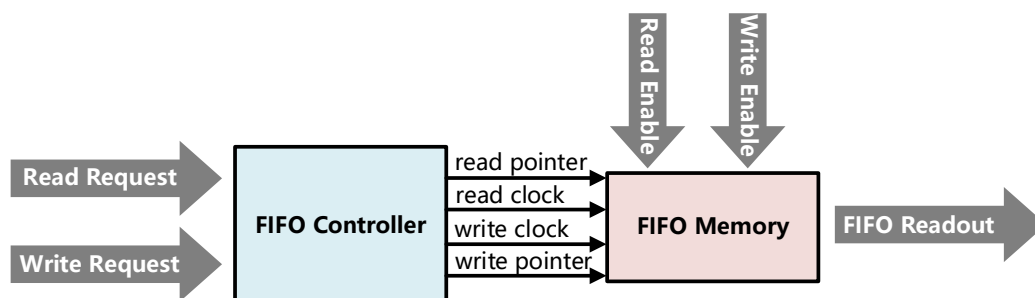 Read Enable
Write Enable
Read Request
Write Request
FIFO Controller
read pointer
read clock
write clock
write pointer
FIFO Memory
FIFO Readout